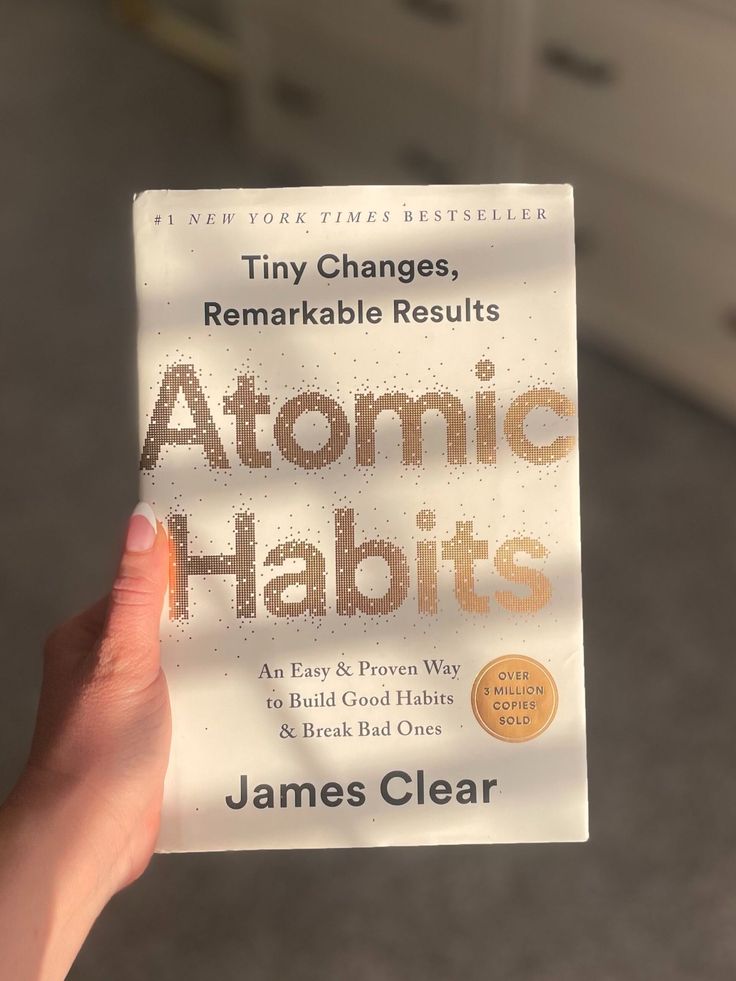 #1 NEW YORK TIMES BESTSELLER
Tiny Changes,
Remarkable Results
Atomic
Habits
An Easy & Proven Way
to Build Good Habits
& Break Bad Ones
OVER
3 MILLION
COPIES
SOLD
James Clear